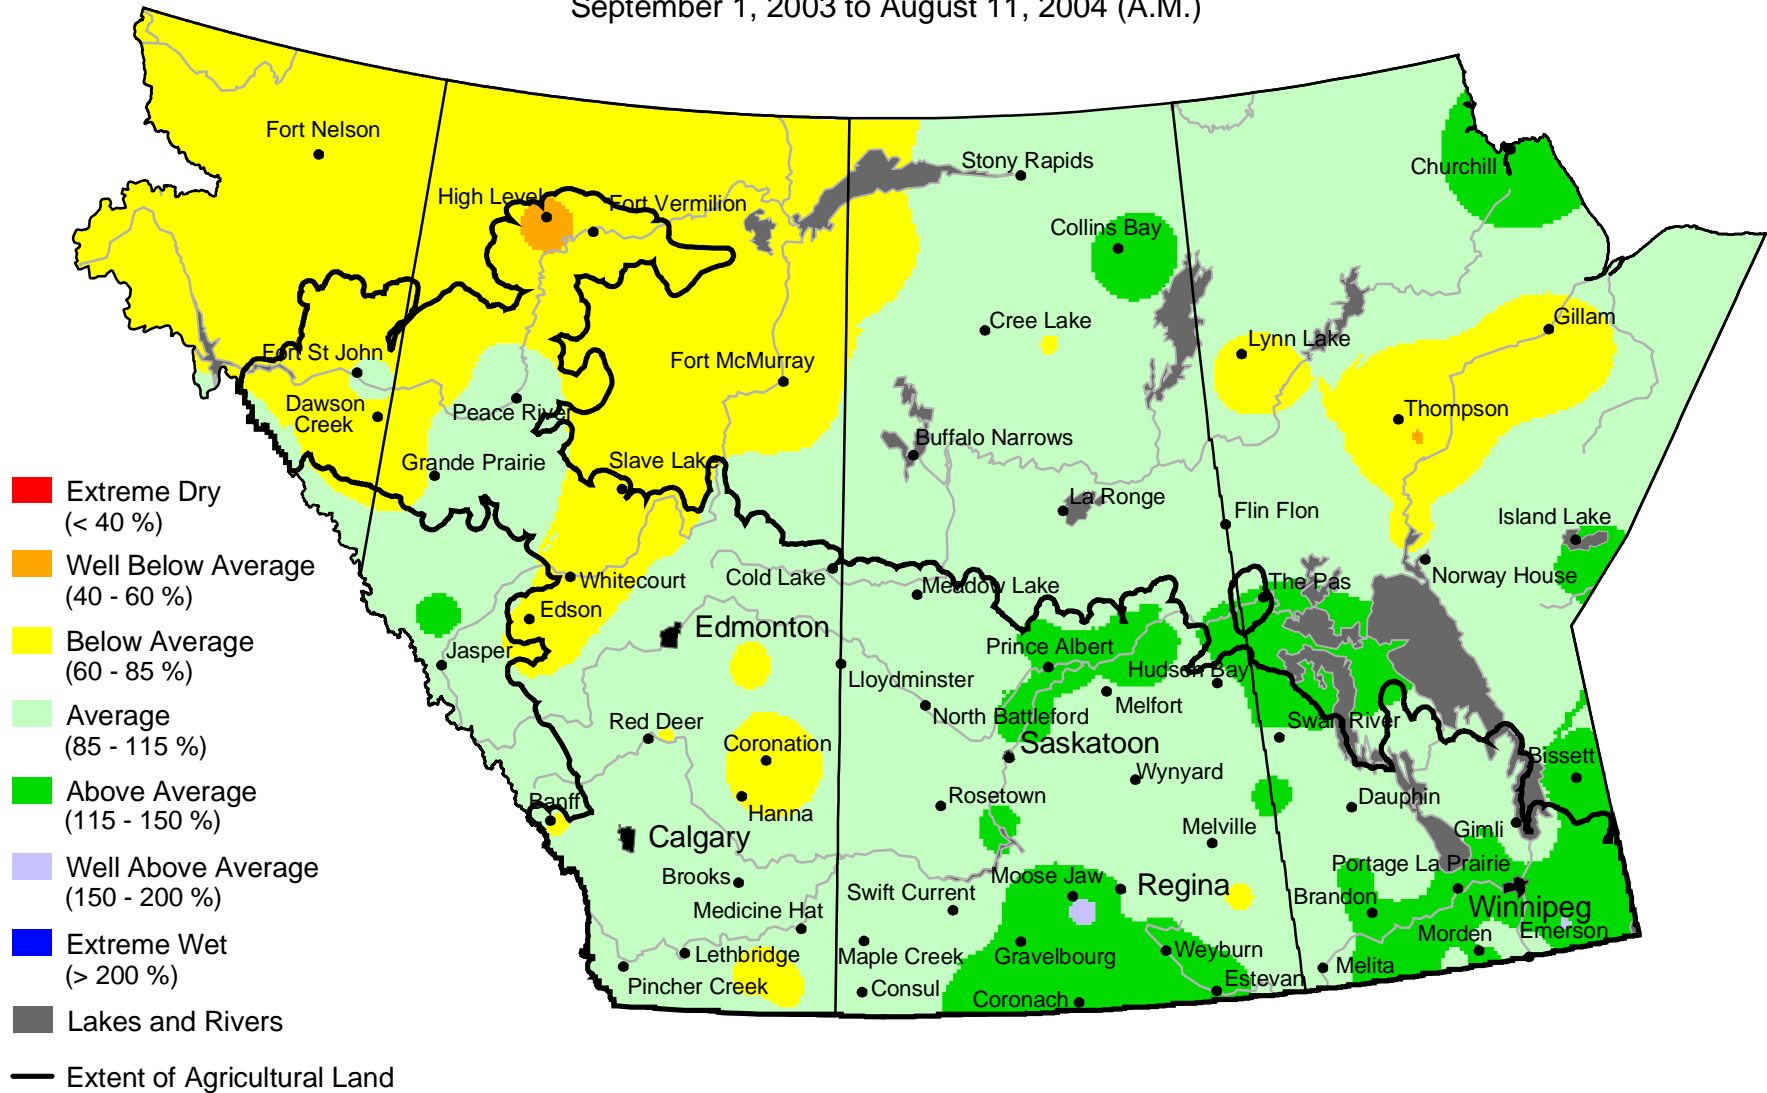 September 1, 2003 to August 11, 2004 (A.M.)
Fort Nelson
High Level
Fort Vermilion
Stony Rapids
Churchill
Collins Bay
Cree Lake
Lynn Lake
Gillam
Fort St John
Fort McMurray
Dawson
Creek
Peace River
Thompson
Buffalo Narrows
Grande Prairie
Slave Lake
La Ronge
Flin Flon
Island Lake
Whitecourt
Cold Lake
Meadow Lake
The Pas
Norway House
Edson
Edmonton
Prince Albert
Hudson Bay
Jasper
Lloydminster
Melfort
North Battleford
Red Deer
Swan River
Coronation
Saskatoon
Bissett
Wynyard
Banff
Hanna
Rosetown
Dauphin
Calgary
Melville
Gimli
Portage La Prairie
Brooks
Swift Current
Moose Jaw
Regina
Brandon
Medicine Hat
Winnipeg
Emerson
Morden
Lethbridge
Maple Creek
Gravelbourg
Weyburn
Melita
Pincher Creek
Consul
Coronach
Estevan
Extreme Dry
(< 40 %)
Well Below Average
(40 - 60 %)
Below Average
(60 - 85 %)
Average
(85 - 115 %)
Above Average
(115 - 150 %)
Well Above Average
(150 - 200 %)
Extreme Wet
(> 200 %)
Lakes and Rivers
Extent of Agricultural Land